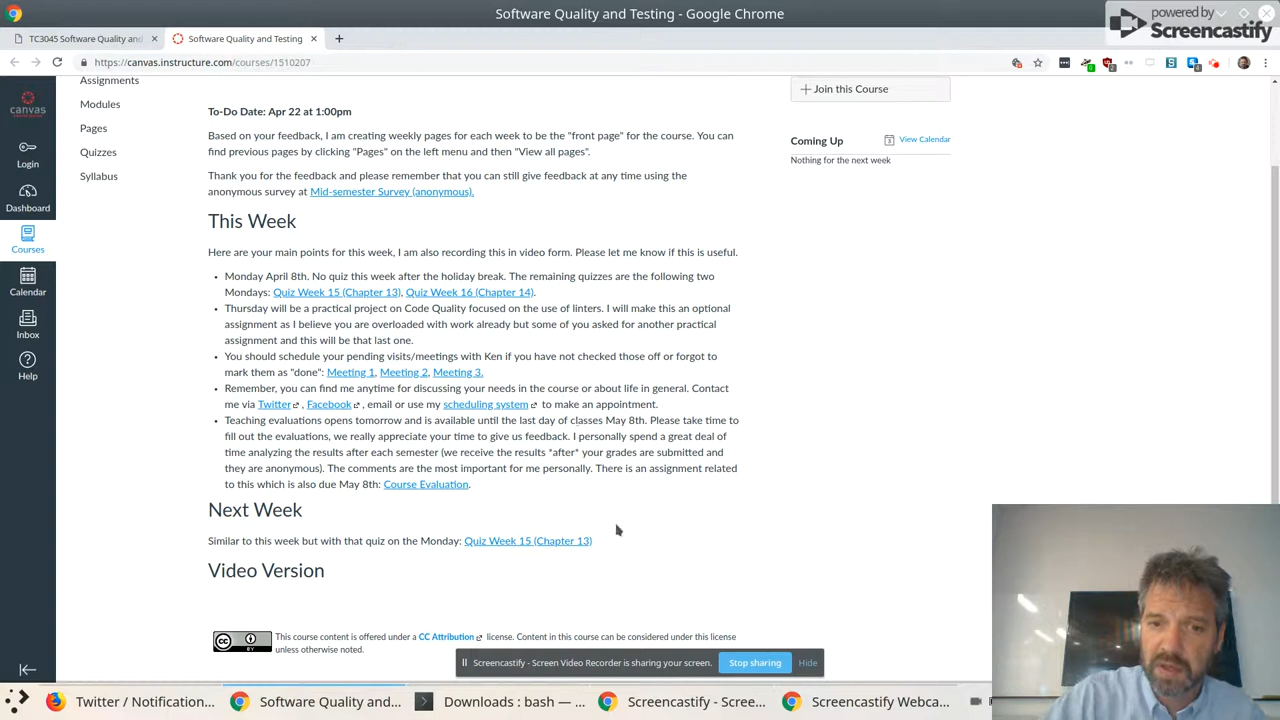 Software Quality and Testing - Google Chrome
powered by
Screencastify
TC3045 Software Quality and
Software Quality and Testing
https://canvas.instructure.com/courses/1510207
canvas
Login
Dashboard
Courses
Calendar
Inbox
Help
Assignments
Modules
Pages
Quizzes
Syllabus
To-Do Date: Apr 22 at 1:00pm
Based on your feedback, I am creating weekly pages for each week to be the "front page" for the course. You can
find previous pages by clicking "Pages" on the left menu and then "View all pages".
Thank you for the feedback and please remember that you can still give feedback at any time using the
anonymous survey at Mid-semester Survey (anonymous).
This Week
Here are your main points for this week, I am also recording this in video form. Please let me know if this is useful.
• Monday April 8th. No quiz this week after the holiday break. The remaining quizzes are the following two
Mondays: Quiz Week 15 (Chapter 13), Quiz Week 16 (Chapter 14).
• Thursday will be a practical project on Code Quality focused on the use of linters. I will make this an optional
assignment as I believe you are overloaded with work already but some of you asked for another practical
assignment and this will be that last one.
• You should schedule your pending visits/meetings with Ken if you have not checked those off or forgot to
mark them as "done": Meeting 1, Meeting 2, Meeting 3.
• Remember, you can find me anytime for discussing your needs in the course or about life in general. Contact
me via Twitter , Facebook , email or use my scheduling system to make an appointment.
• Teaching evaluations opens tomorrow and is available until the last day of classes May 8th. Please take time to
fill out the evaluations, we really appreciate your time to give us feedback. I personally spend a great deal of
time analyzing the results after each semester (we receive the results *after* your grades are submitted and
they are anonymous). The comments are the most important for me personally. There is an assignment related
to this which is also due May 8th: Course Evaluation.
Next Week
Similar to this week but with that quiz on the Monday: Quiz Week 15 (Chapter 13)
Video Version
This course content is offered under a CC Attribution license. Content in this course can be considered under this license
unless otherwise noted.
+ Join this Course
Coming Up
View Calendar
Nothing for the next week
Screencastify - Screen Video Recorder is sharing your screen.
Stop sharing
Hide
Twitter / Notification...
Software Quality and...
Downloads : bash — ...
Screencastify - Scree...
Screencastify Webca...